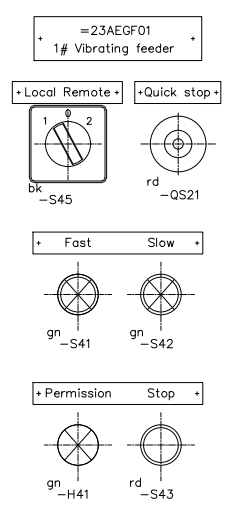 =23AEGF01
1# Vibrating feeder
Local Remote
Quick stop
0
1 2
bk
-S45
rd
-QS21
Fast Slow
gn
-S41
gn
-S42
Permission Stop
gn
-H41
rd
-S43